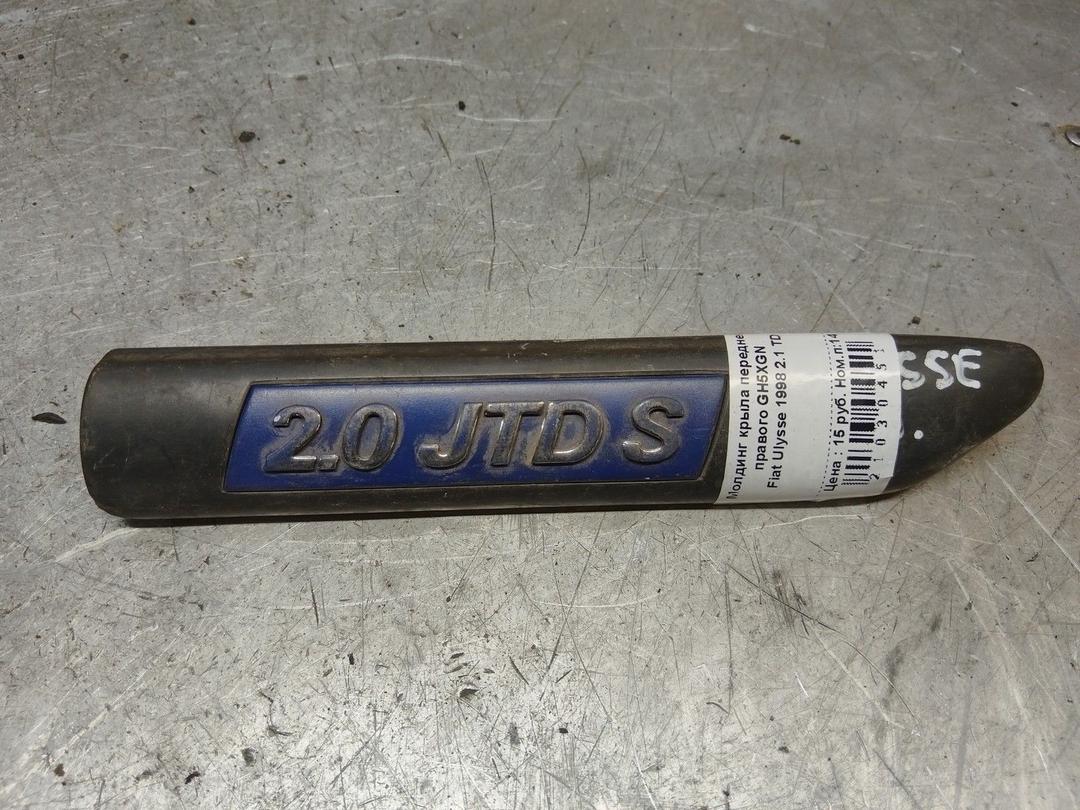 2.0 JTD S
Молдинг крыла передне
правого GH5XGN
Fiat Ulysse 1998 2.1 TD
Цена : 15 руб. Ном.п:14
21030451
SSE